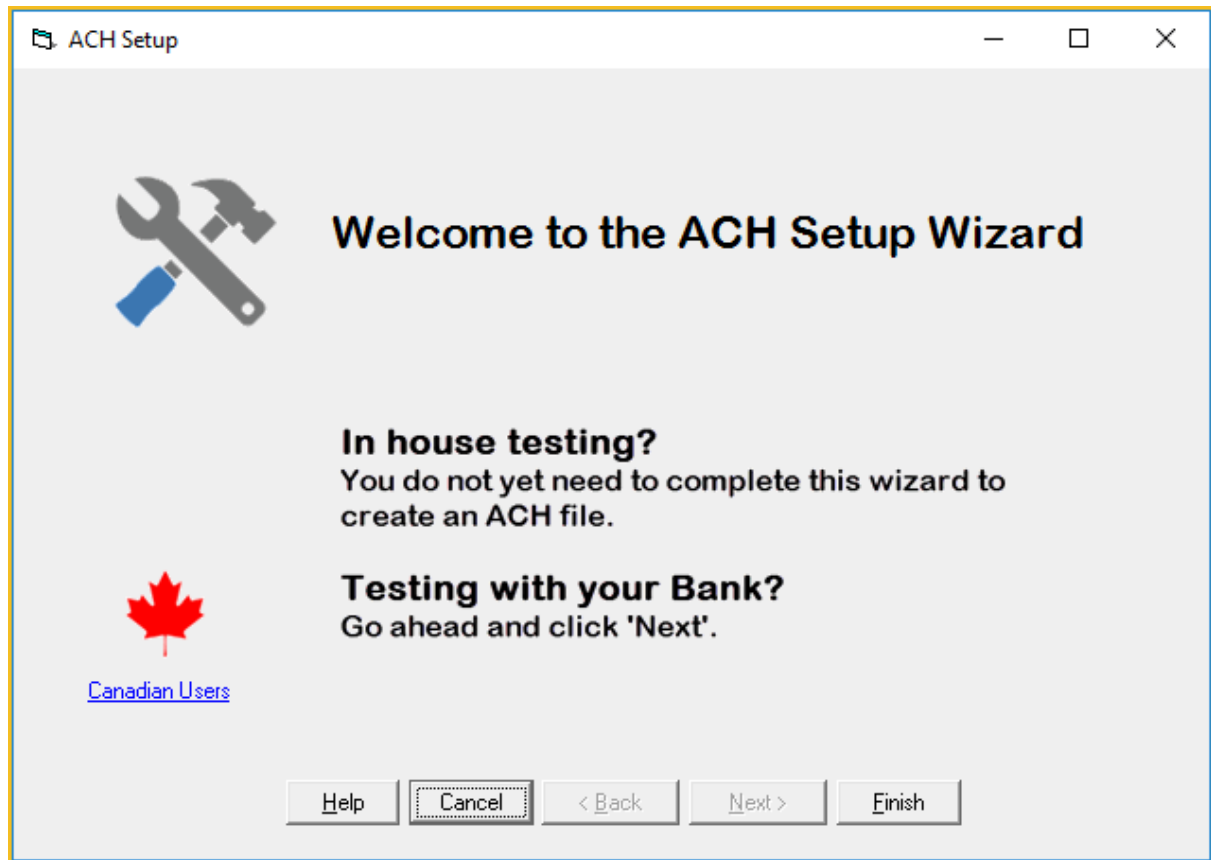 ACH Setup
Welcome to the ACH Setup Wizard
In house testing?
You do not yet need to complete this wizard to
create an ACH file.
Testing with your Bank?
Go ahead and click 'Next'.
Canadian Users
Help Cancel < Back Next > Finish